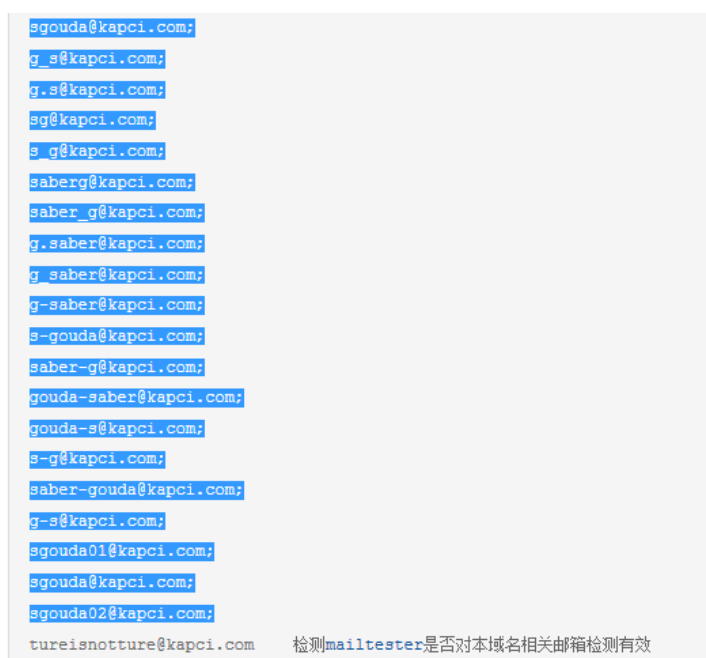 sgouda@kapci.com;
g_s@kapci.com;
g.s@kapci.com;
sg@kapci.com;
s_g@kapci.com;
saberg@kapci.com;
saber_g@kapci.com;
g.saber@kapci.com;
g_saber@kapci.com;
g-saber@kapci.com;
s-gouda@kapci.com;
saber-g@kapci.com;
gouda-saber@kapci.com;
gouda-s@kapci.com;
s-g@kapci.com;
saber-gouda@kapci.com;
g-s@kapci.com;
sgouda01@kapci.com;
sgouda@kapci.com;
sgouda02@kapci.com;
tureisnotture@kapci.com 检测mailtester是否对本域名相关邮箱检测有效